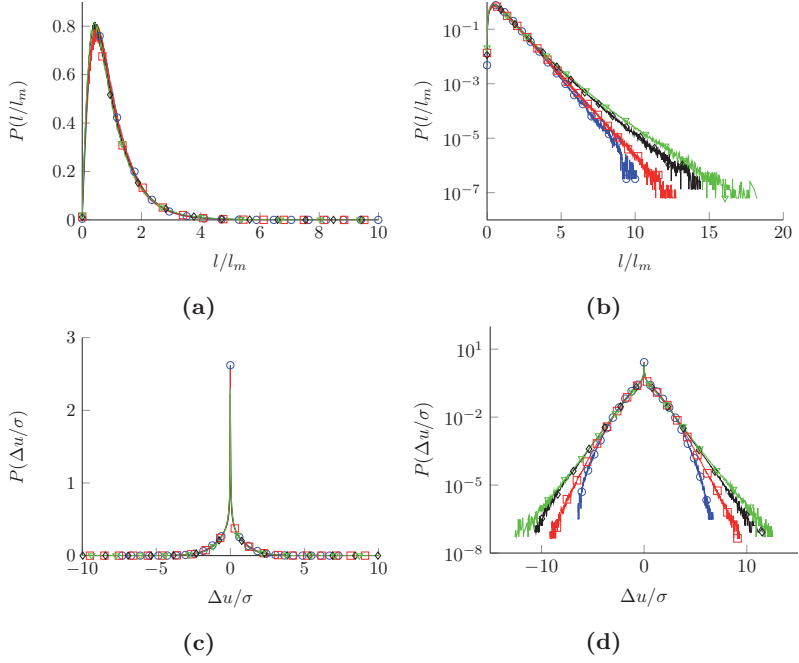 0 0.2 0.4 0.6 0.8
P(l/l_m)
0 2 4 6 8 10
l/l_m
(a)
10^{-1} 10^{-3} 10^{-5} 10^{-7}
P(l/l_m)
0 5 10 15 20
l/l_m
(b)
3 2 1 0
P(Δu/σ)
−10 −5 0 5 10
Δu/σ
(c)
10^1 10^{-2} 10^{-5} 10^{-8}
P(Δu/σ)
−10 0 10
Δu/σ
(d)